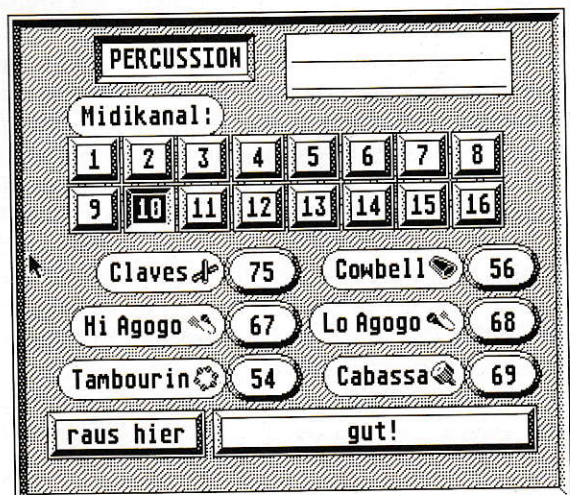 PERCUSSION
Midikanal:
1 2 3 4 5 6 7 8
9 10 11 12 13 14 15 16
Claves 75 Cowbell 56
Hi Agogo 67 Lo Agogo 68
Tambourin 54 Cabassa 69
raus hier gut!